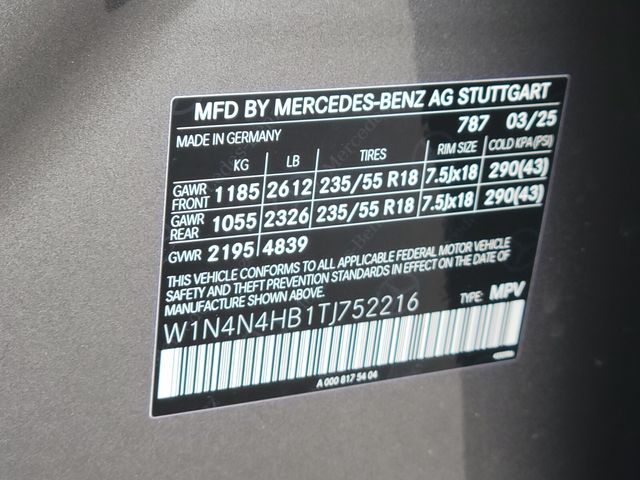 MFD BY MERCEDES-BENZ AG STUTTGART
787 03/25
MADE IN GERMANY
KG LB TIRES RIM SIZE COLD KPA(PSI)
GAWR FRONT 1185 2612 235/55 R18 7.5Jx18 290(43)
GAWR REAR 1055 2326 235/55 R18 7.5Jx18 290(43)
GVWR 2195 4839
THIS VEHICLE CONFORMS TO ALL APPLICABLE FEDERAL MOTOR VEHICLE
SAFETY AND THEFT PREVENTION STANDARDS IN EFFECT ON THE DATE OF
MANUFACTURE SHOWN ABOVE.
W1N4N4HB1TJ752216 TYPE: MPV
A 000 817 54 04